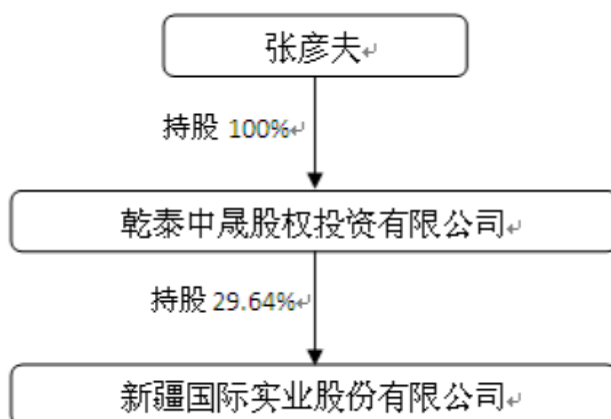 张彦夫
持股 100%
乾泰中晟股权投资有限公司
持股 29.64%
新疆国际实业股份有限公司